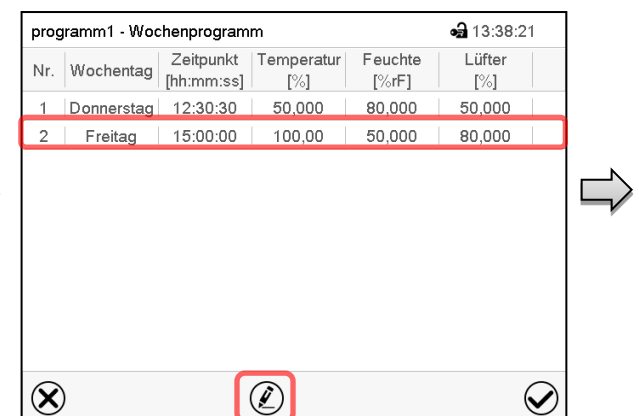 programm1 - Wochenprogramm 13:38:21
Nr. Wochentag Zeitpunkt [hh:mm:ss] Temperatur [%] Feuchte [%rF] Lüfter [%]
1 Donnerstag 12:30:30 50,000 80,000 50,000
2 Freitag 15:00:00 100,00 50,000 80,000